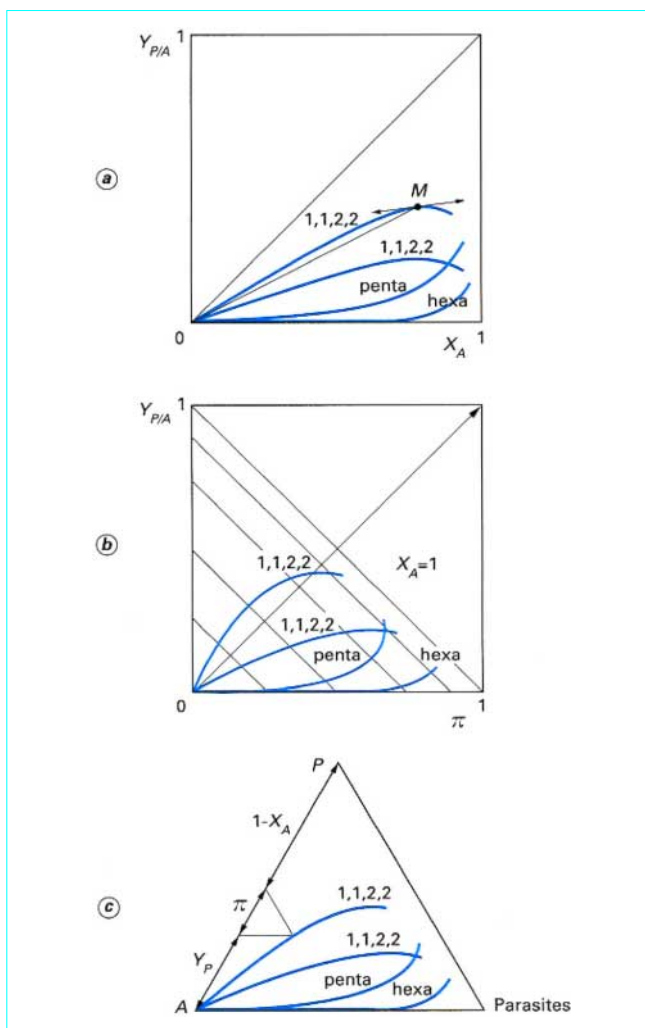 Y_{P/A} 1
a
M
1,1,2,2
1,1,2,2
penta
hexa
0 1
X_A
Y_{P/A} 1
b
1,1,2,2
X_A=1
1,1,2,2
penta
hexa
0 1
π
P
1-X_A
c
π
1,1,2,2
Y_P
1,1,2,2
penta
hexa
A
Parasites